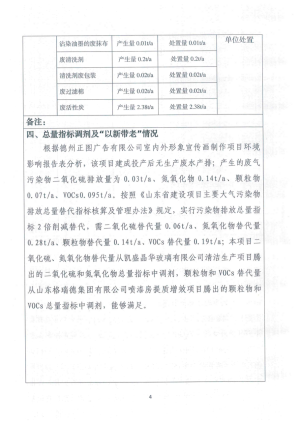 沾染油墨的废抹布 产生量 0.01t/a 处置量 0.01t/a 单位处置
废清洗剂 产生量 0.2t/a 处置量 0.2t/a
清洗剂废包装 产生量 0.02t/a 处置量 0.02t/a
废过滤棉 产生量 0.02t/a 处置量 0.02t/a
废活性炭 产生量 2.38t/a 处置量 2.38t/a
备注：
四、总量指标调剂及“以新带老”情况
根据德州正图广告有限公司室内外形象宣传画制作项目环境
影响报告表分析，该项目建成投产后无生产废水产排；产生的废气
污染物二氧化硫排放量为 0.03t/a、氮氧化物 0.14t/a、颗粒物
0.07t/a、VOCs0.095t/a。按照《山东省建设项目主要大气污染物
排放总量替代指标核算及管理办法》规定，实行污染物排放总量指
标 2 倍削减替代，需二氧化硫替代量 0.06t/a、氮氧化物替代量
0.28t/a、颗粒物替代量 0.14t/a、VOCs 替代量 0.19t/a；本项目二
氧化硫、氮氧化物替代量从凯盛晶华玻璃有限公司清洁生产项目腾
出的二氧化硫和氮氧化物总量指标中调剂，颗粒物和 VOCs 替代量
从山东格瑞德集团有限公司喷漆房提质增效项目腾出的颗粒物和
VOCs 总量指标中调剂，能够满足。
4